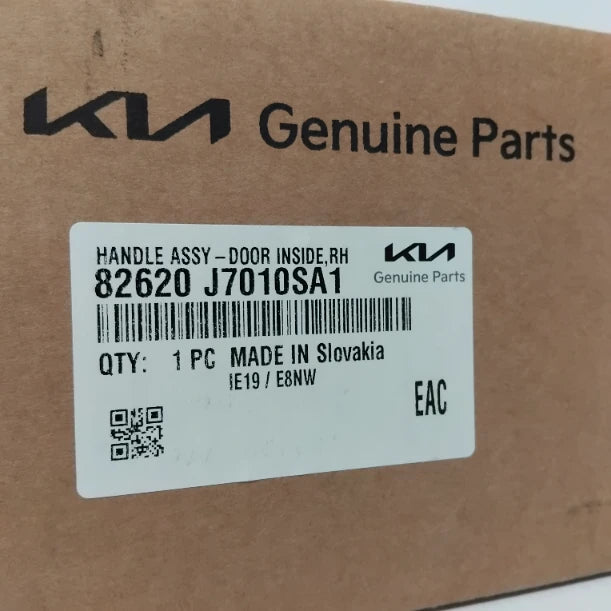 KIA Genuine Parts
HANDLE ASSY-DOOR INSIDE,RH
82620 J7010SA1
KIA
Genuine Parts
QTY: 1 PC MADE IN Slovakia
IE19 / E8NW
EAC